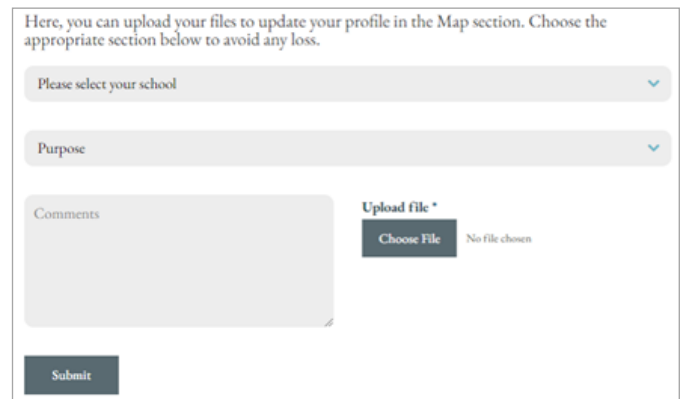 Here, you can upload your files to update your profile in the Map section. Choose the
appropriate section below to avoid any loss.
Please select your school
Purpose
Comments
Upload file *
Choose File No file chosen
Submit